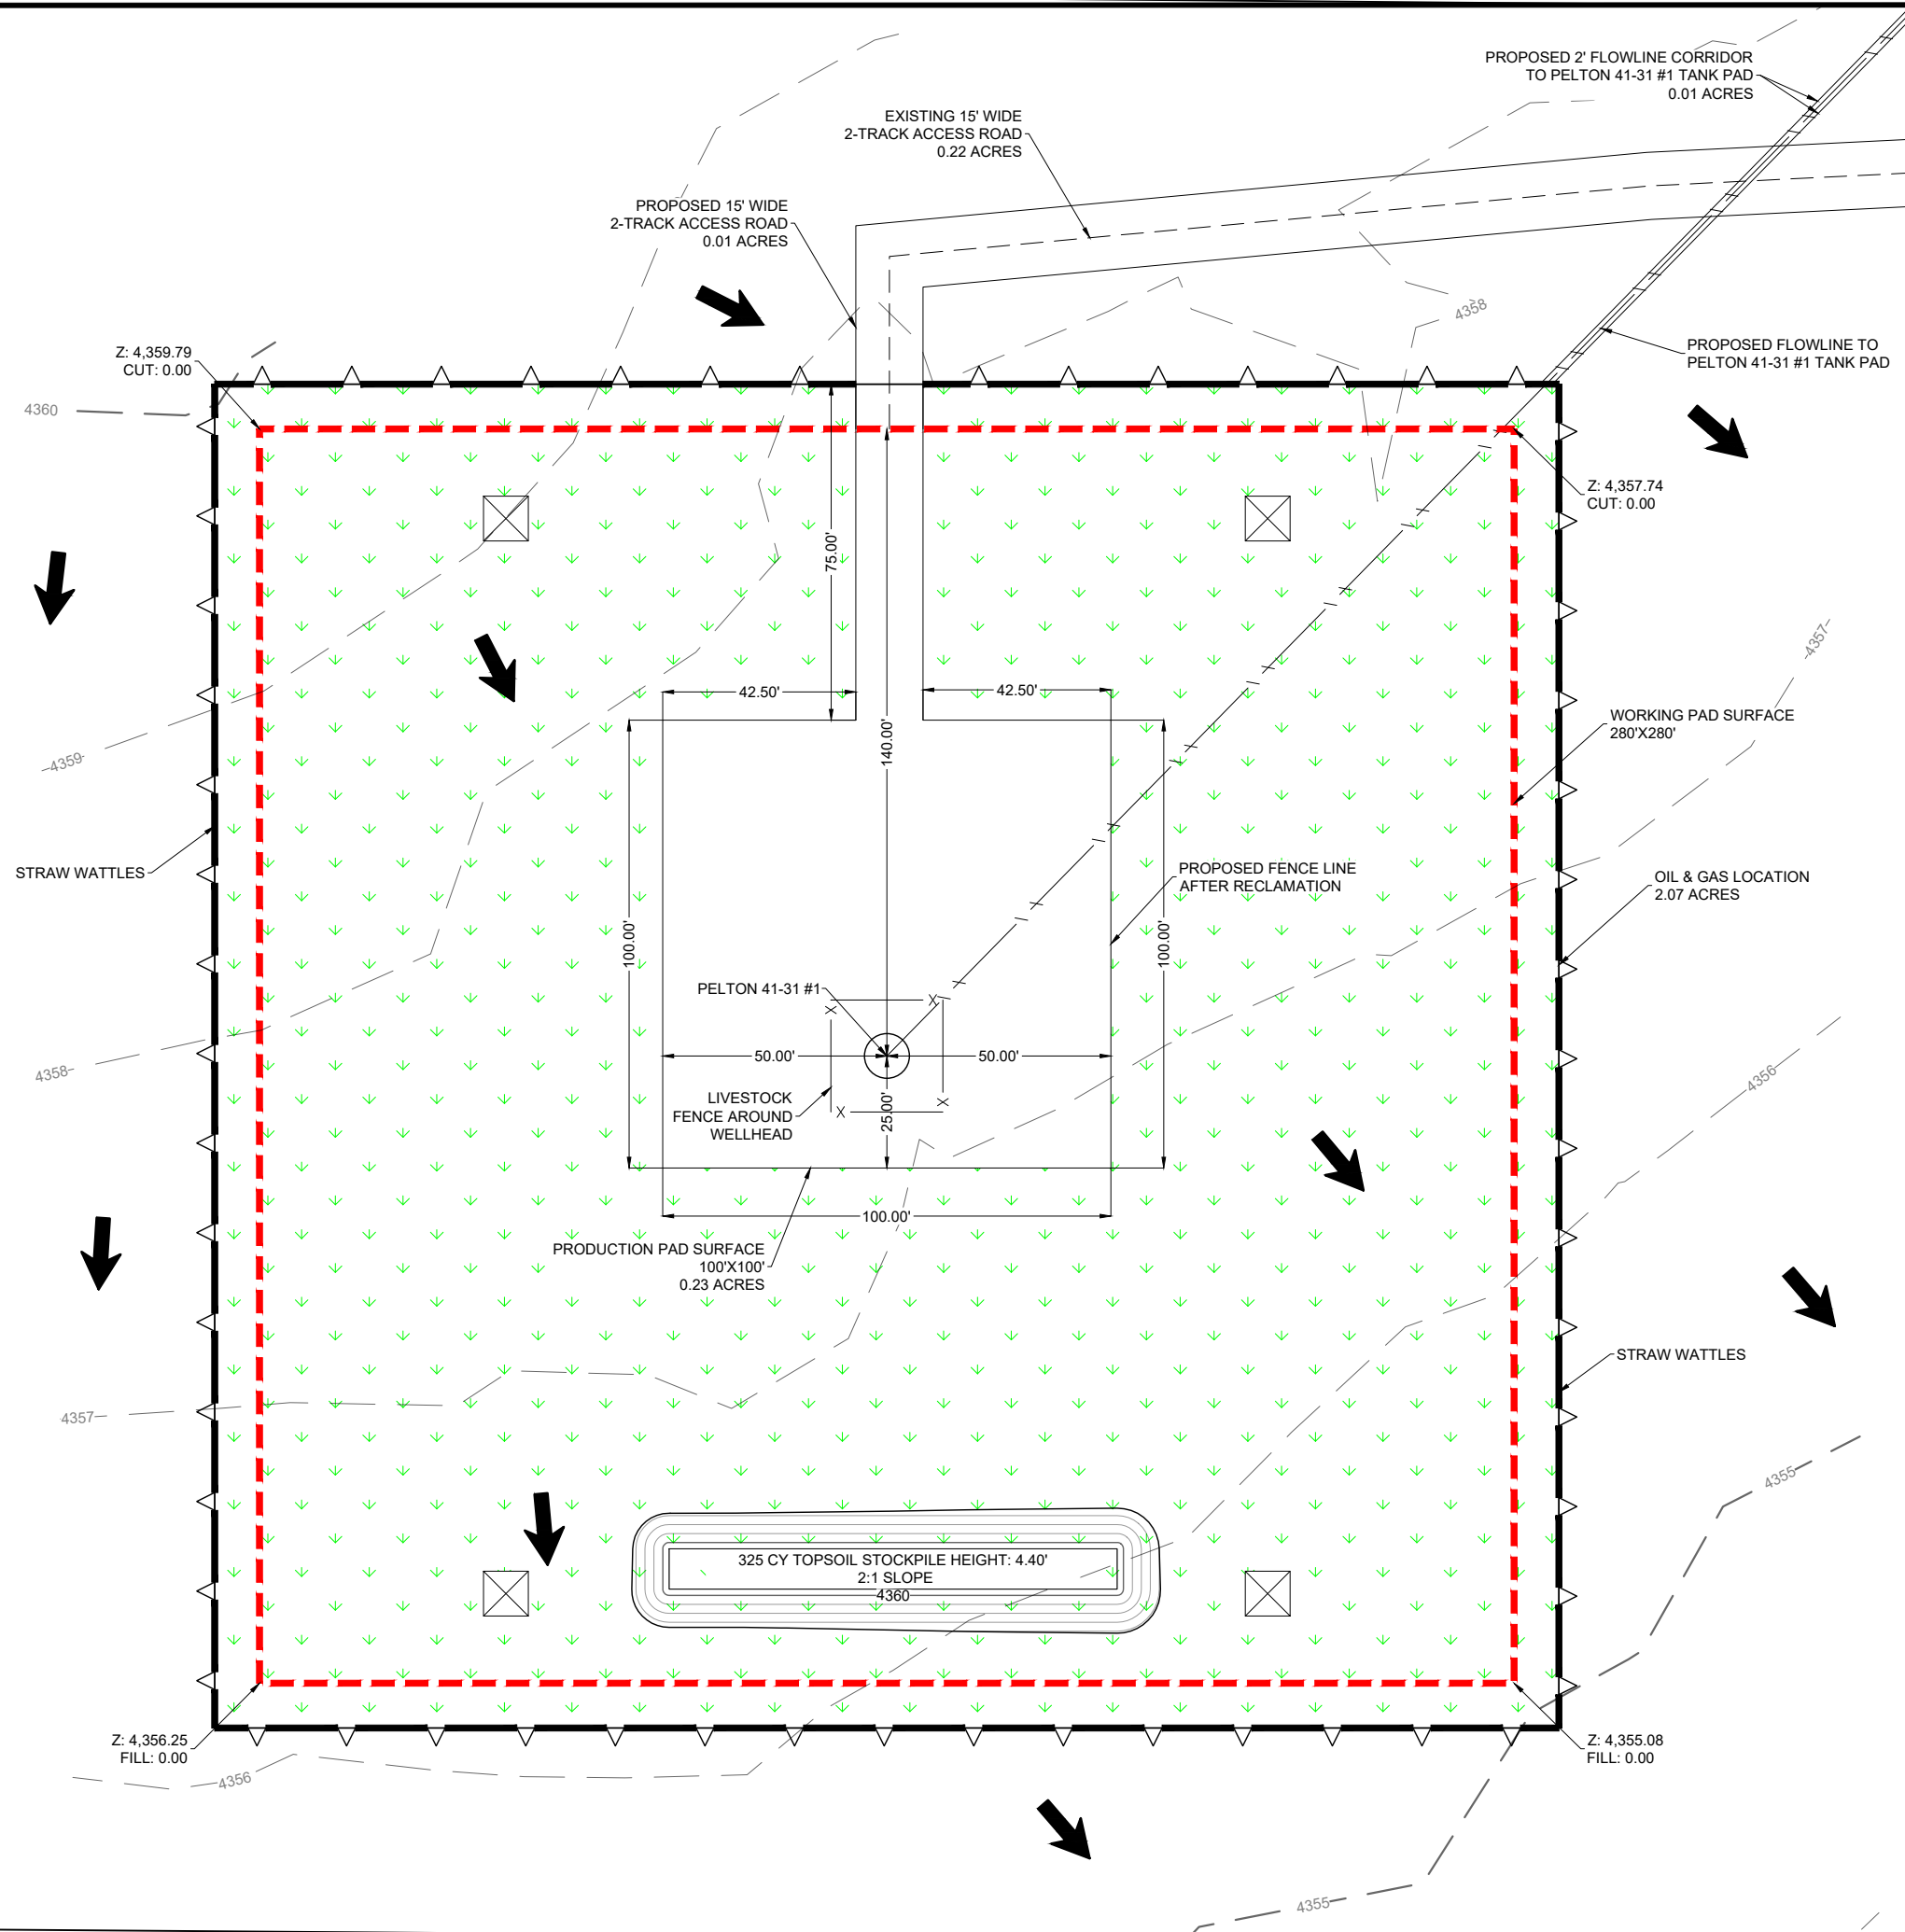 PROPOSED 2' FLOWLINE CORRIDOR
TO PELTON 41-31 #1 TANK PAD
0.01 ACRES
EXISTING 15' WIDE
2-TRACK ACCESS ROAD
0.22 ACRES
PROPOSED 15' WIDE
2-TRACK ACCESS ROAD
0.01 ACRES
4358
Z: 4,359.79
CUT: 0.00
PROPOSED FLOWLINE TO
PELTON 41-31 #1 TANK PAD
4360
Z: 4,357.74
CUT: 0.00
75.00'
4357
42.50'
42.50'
140.00'
WORKING PAD SURFACE
280'X280'
4359
STRAW WATTLES
PROPOSED FENCE LINE
AFTER RECLAMATION
OIL & GAS LOCATION
2.07 ACRES
100.00'
100.00'
PELTON 41-31 #1
X
X
50.00'
50.00'
4358
4356
LIVESTOCK
FENCE AROUND
WELLHEAD
25.00'
X
X
100.00'
PRODUCTION PAD SURFACE
100'X100'
0.23 ACRES
STRAW WATTLES
4357
4355
325 CY TOPSOIL STOCKPILE HEIGHT: 4.40'
2:1 SLOPE
4360
Z: 4,356.25
FILL: 0.00
Z: 4,355.08
FILL: 0.00
4356
4355